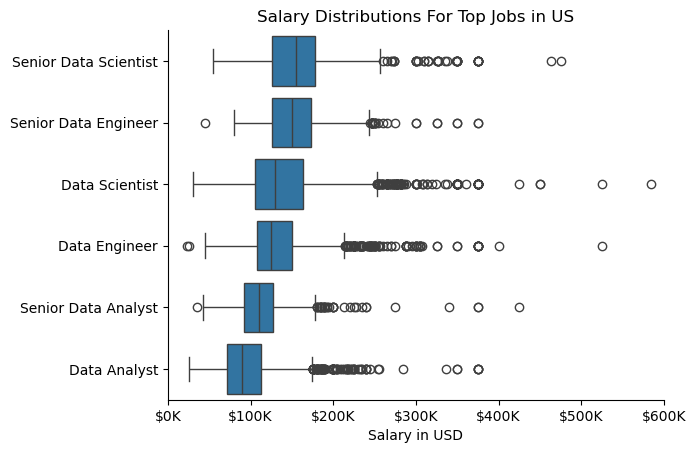 Salary Distributions For Top Jobs in US
Senior Data Scientist
Senior Data Engineer
Data Scientist
Data Engineer
Senior Data Analyst
Data Analyst
$0K $100K $200K $300K $400K $500K $600K
Salary in USD